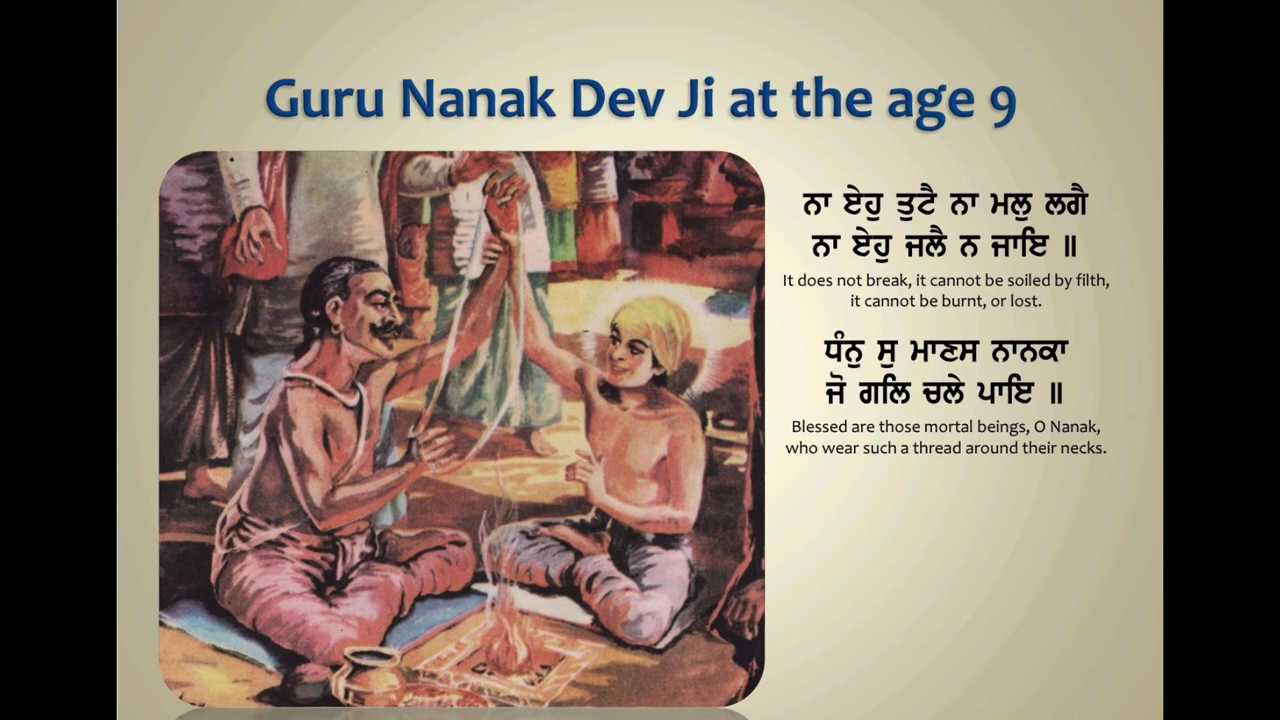 Guru Nanak Dev Ji at the age 9
ਨਾ ਏਹੁ ਤੁਟੈ ਨਾ ਮਲੁ ਲਗੈ
ਨਾ ਏਹੁ ਜਲੈ ਨ ਜਾਇ ॥
It does not break, it cannot be soiled by filth,
it cannot be burnt, or lost.
ਧੰਨੁ ਸੁ ਮਾਣਸ ਨਾਨਕਾ
ਜੋ ਗਲਿ ਚਲੇ ਪਾਇ ॥
Blessed are those mortal beings, O Nanak,
who wear such a thread around their necks.